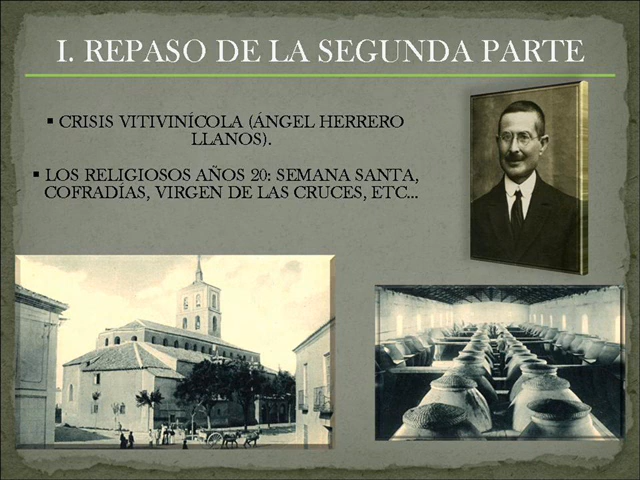 I. REPASO DE LA SEGUNDA PARTE
▪ CRISIS VITIVINÍCOLA (ÁNGEL HERRERO
LLANOS).
▪ LOS RELIGIOSOS AÑOS 20: SEMANA SANTA,
COFRADÍAS, VIRGEN DE LAS CRUCES, ETC...